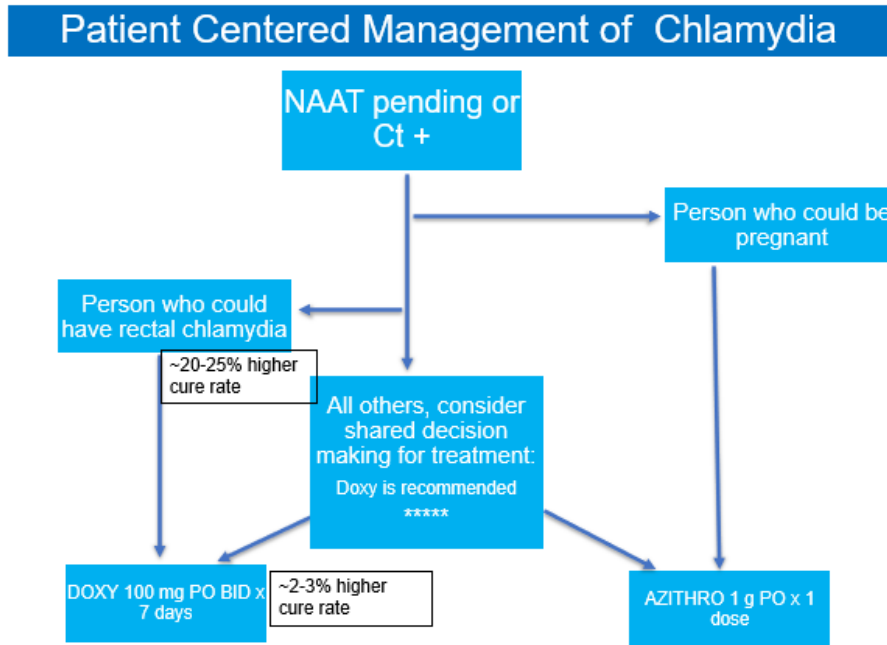 Patient Centered Management of  Chlamydia
NAAT pending or
Ct +
Person who could be
pregnant
Person who could
have rectal chlamydia
~20-25% higher
cure rate
All others, consider
shared decision
making for treatment:
Doxy is recommended
*****
DOXY 100 mg PO BID x
7 days
~2-3% higher
cure rate
AZITHRO 1 g PO x 1
dose